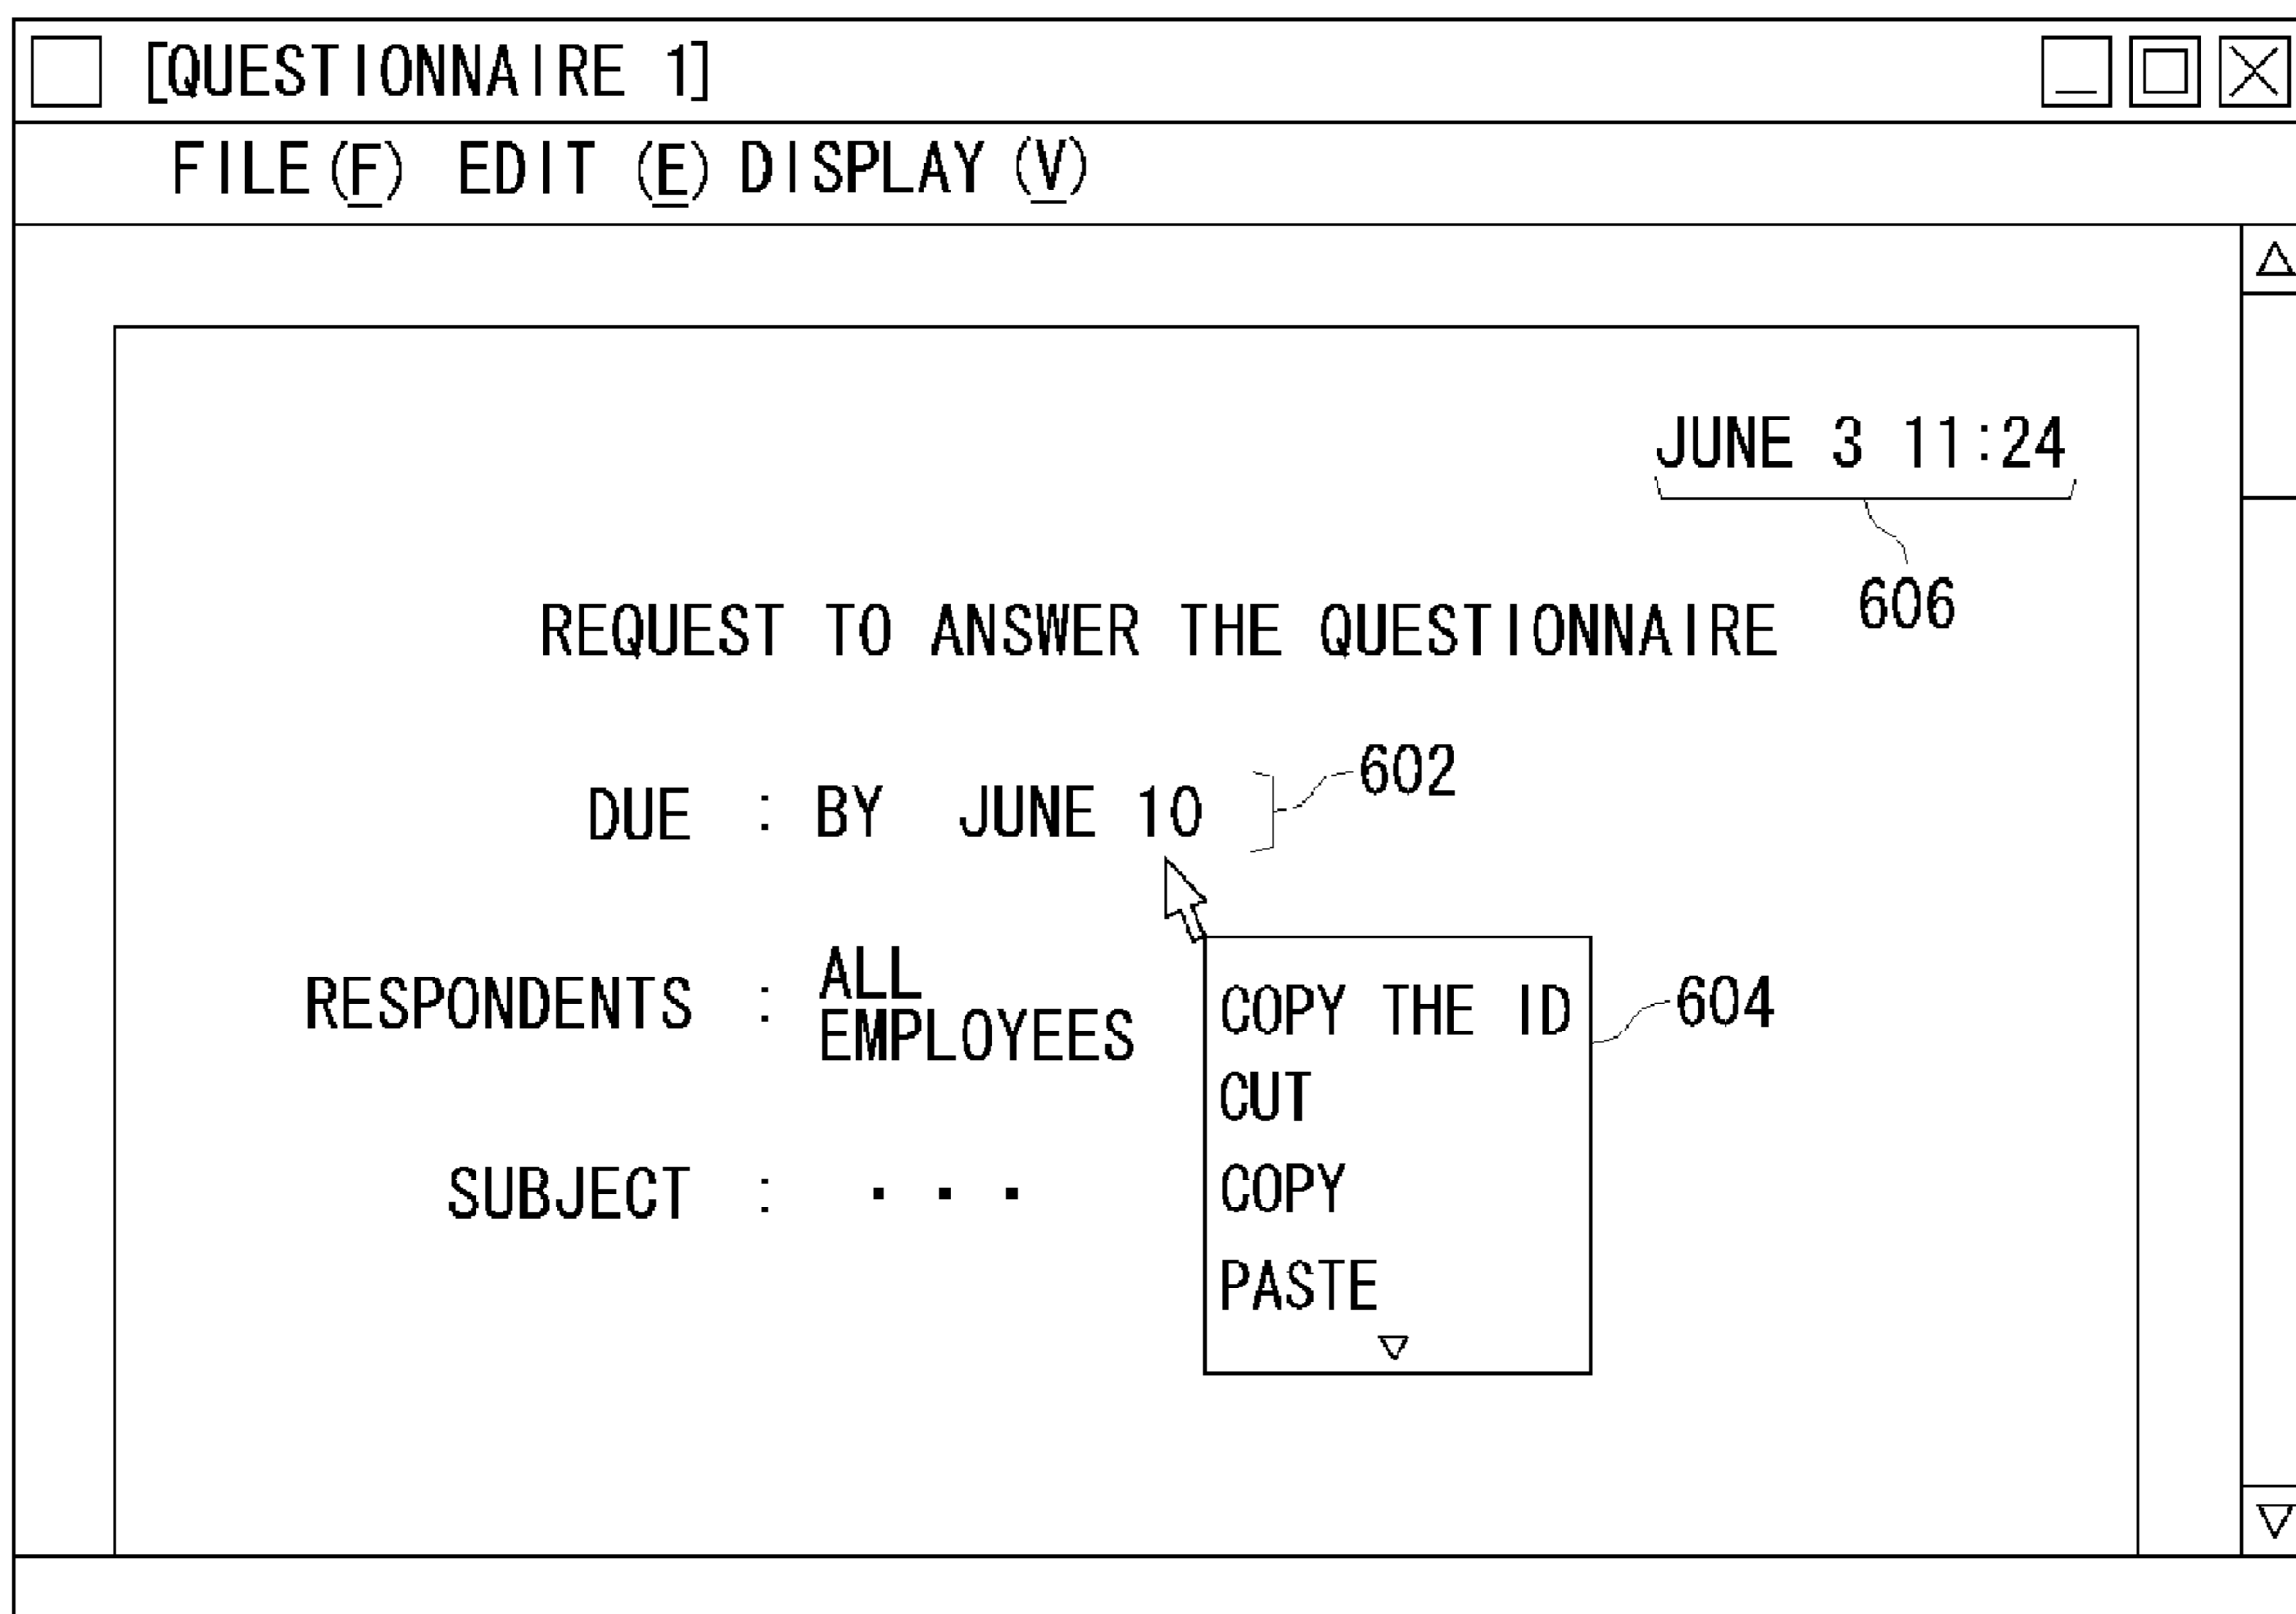 [QUESTIONNAIRE 1]
FILE(F) EDIT (E) DISPLAY (V)
JUNE 3 11:24
606
REQUEST TO ANSWER THE QUESTIONNAIRE
DUE : BY JUNE 10
602
RESPONDENTS : ALL
EMPLOYEES
SUBJECT : ・・・
COPY THE ID
604
CUT
COPY
PASTE